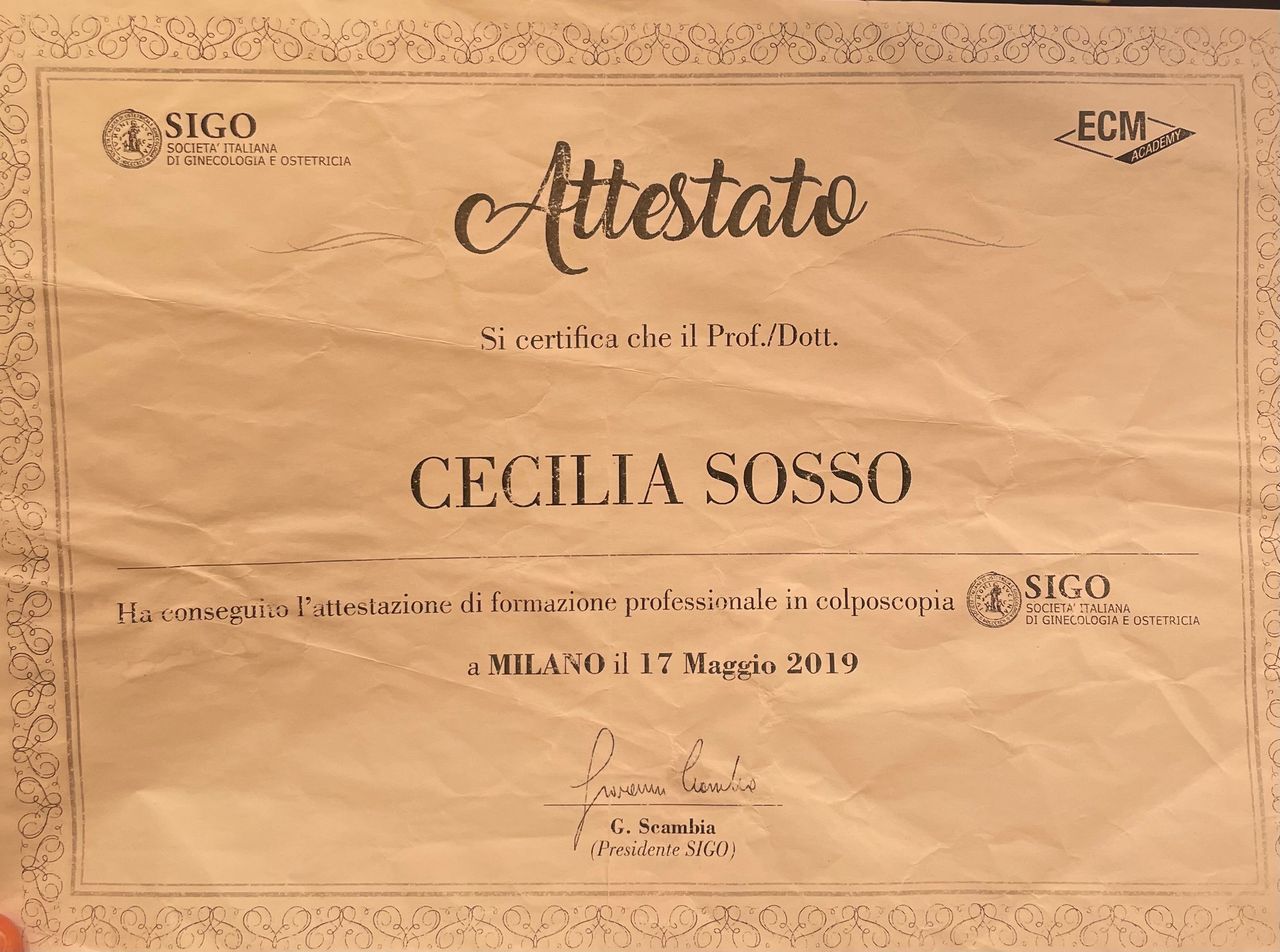 SIGO
SOCIETA' ITALIANA
DI GINECOLOGIA E OSTETRICIA
ECM
ACADEMY
Attestato
Si certifica che il Prof./Dott.
CECILIA SOSSO
Ha conseguito l'attestazione di formazione professionale in colposcopia
SIGO
SOCIETA' ITALIANA
DI GINECOLOGIA E OSTETRICIA
a MILANO il 17 Maggio 2019
G. Scambia
(Presidente SIGO)